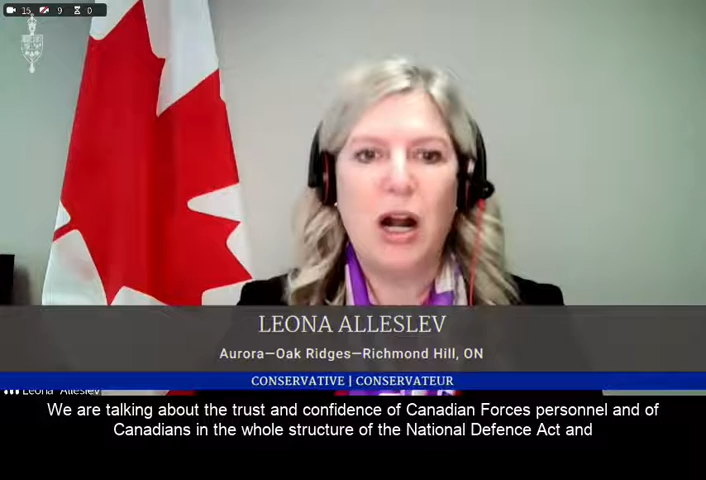 15 9 0
LEONA ALLESLEV
Aurora—Oak Ridges—Richmond Hill, ON
CONSERVATIVE | CONSERVATEUR
Leona Alleslev
We are talking about the trust and confidence of Canadian Forces personnel and of
Canadians in the whole structure of the National Defence Act and